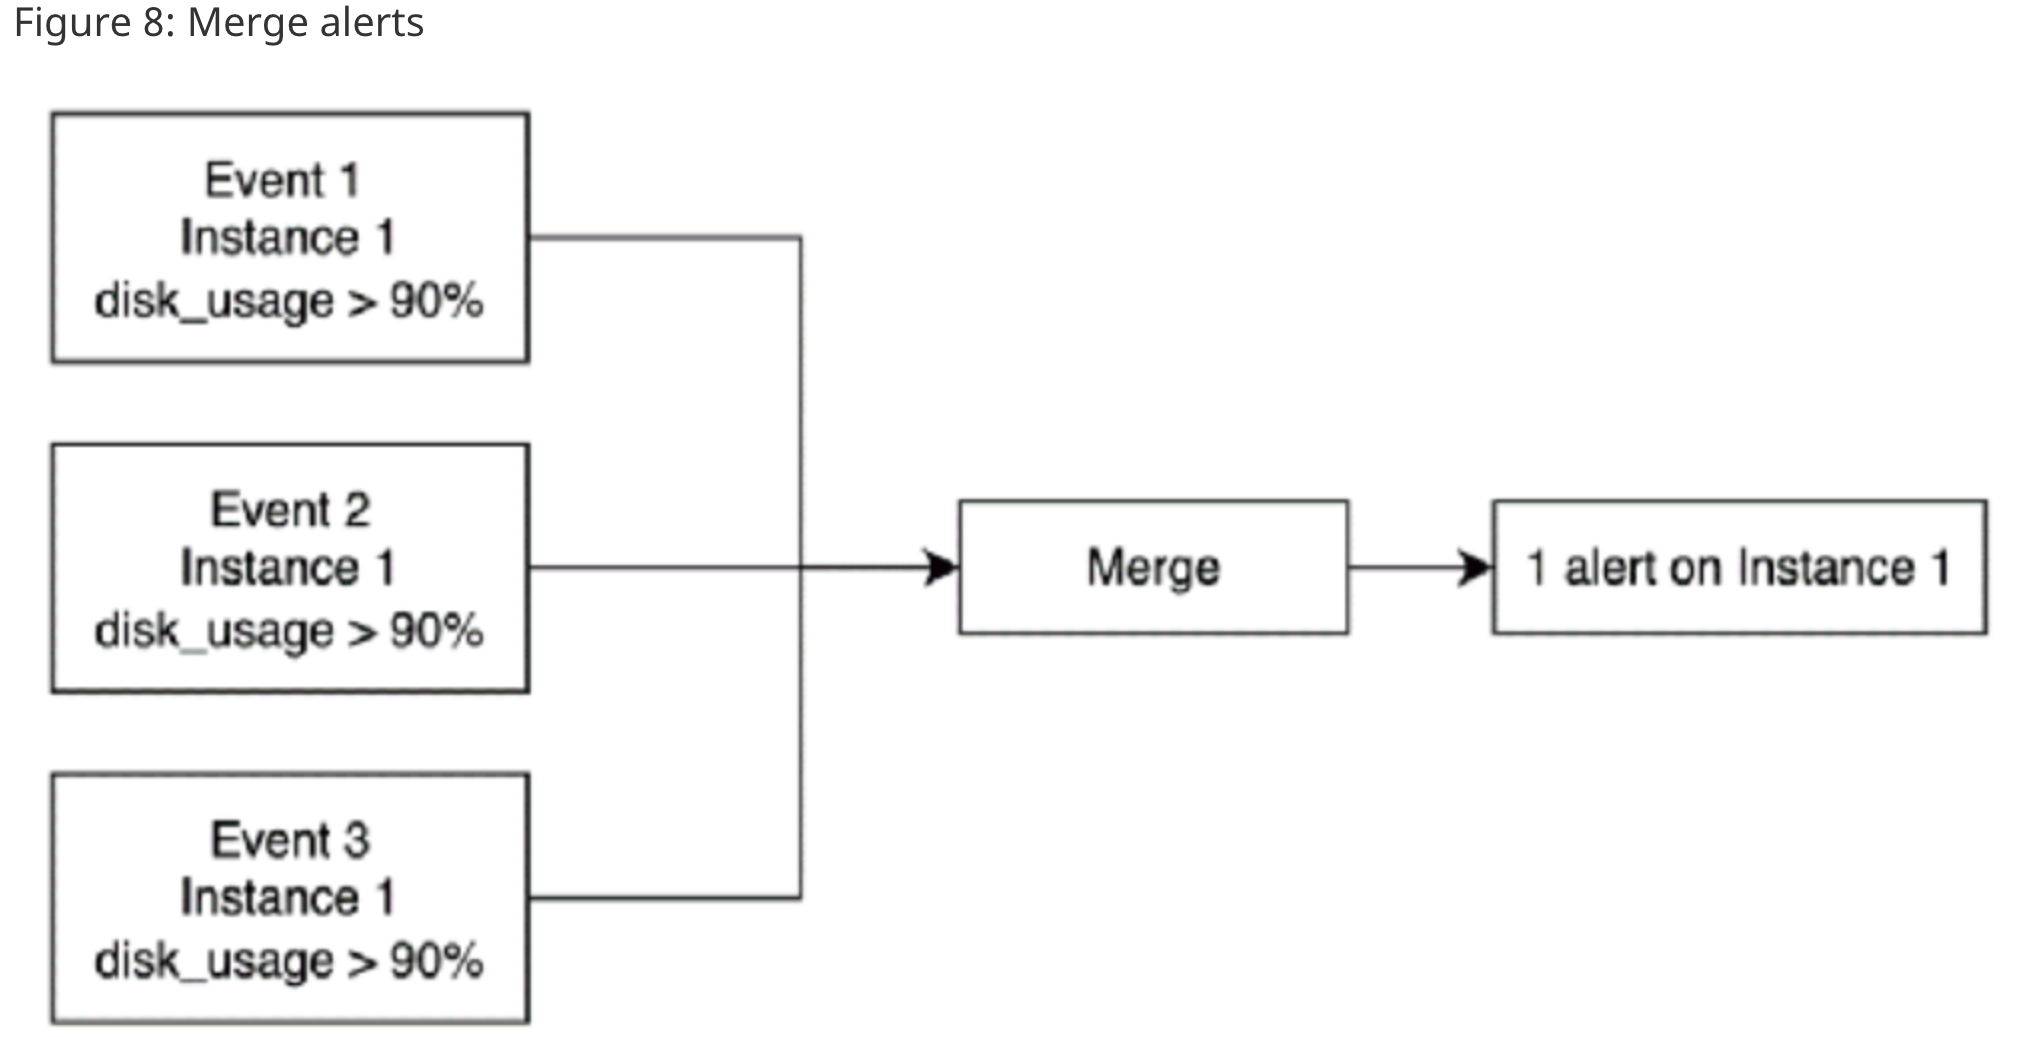 Figure 8: Merge alerts
Event 1
Instance 1
disk_usage > 90%
Event 2
Instance 1
disk_usage > 90%
Event 3
Instance 1
disk_usage > 90%
Merge
1 alert on Instance 1